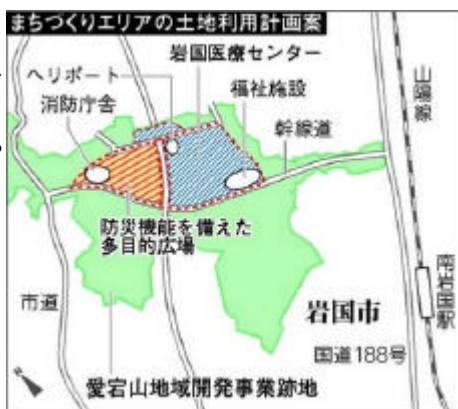 まちづくりエリアの土地利用計画案
岩国医療センター
ヘリポート
福祉施設
消防庁舎
幹線道
山陽線
防災機能を備えた
多目的広場
市道
岩国市
南岩国駅
国道188号
愛宕山地域開発事業跡地
N